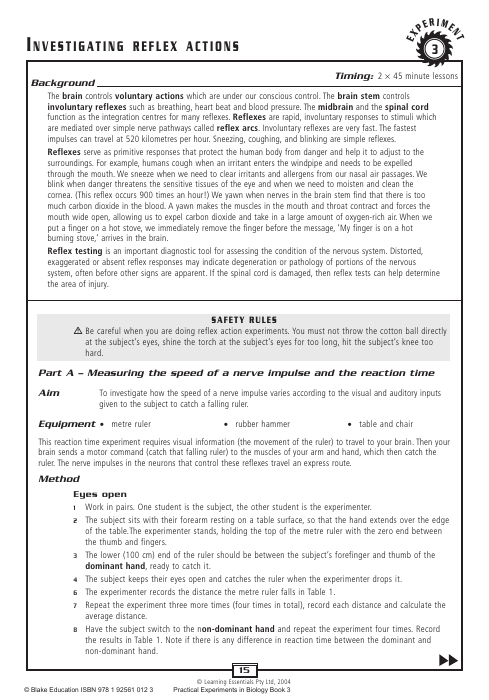 INVESTIGATING REFLEX ACTIONS
EXPERIMENT
3
Timing: 2 × 45 minute lessons
Background
The brain controls voluntary actions which are under our conscious control. The brain stem controls
involuntary reflexes such as breathing, heart beat and blood pressure. The midbrain and the spinal cord
function as the integration centres for many reflexes. Reflexes are rapid, involuntary responses to stimuli which
are mediated over simple nerve pathways called reflex arcs. Involuntary reflexes are very fast. The fastest
impulses can travel at 520 kilometres per hour. Sneezing, coughing, and blinking are simple reflexes.
Reflexes serve as primitive responses that protect the human body from danger and help it to adjust to the
surroundings. For example, humans cough when an irritant enters the windpipe and needs to be expelled
through the mouth. We sneeze when we need to clear irritants and allergens from our nasal air passages. We
blink when danger threatens the sensitive tissues of the eye and when we need to moisten and clean the
cornea. (This reflex occurs 900 times an hour!) We yawn when nerves in the brain stem find that there is too
much carbon dioxide in the blood. A yawn makes the muscles in the mouth and throat contract and forces the
mouth wide open, allowing us to expel carbon dioxide and take in a large amount of oxygen-rich air. When we
put a finger on a hot stove, we immediately remove the finger before the message, 'My finger is on a hot
burning stove,' arrives in the brain.
Reflex testing is an important diagnostic tool for assessing the condition of the nervous system. Distorted,
exaggerated or absent reflex responses may indicate degeneration or pathology of portions of the nervous
system, often before other signs are apparent. If the spinal cord is damaged, then reflex tests can help determine
the area of injury.
SAFETY RULES
⚠ Be careful when you are doing reflex action experiments. You must not throw the cotton ball directly
at the subject's eyes, shine the torch at the subject's eyes for too long, hit the subject's knee too
hard.
Part A – Measuring the speed of a nerve impulse and the reaction time
Aim To investigate how the speed of a nerve impulse varies according to the visual and auditory inputs
given to the subject to catch a falling ruler.
Equipment • metre ruler • rubber hammer • table and chair
This reaction time experiment requires visual information (the movement of the ruler) to travel to your brain. Then your
brain sends a motor command (catch that falling ruler) to the muscles of your arm and hand, which then catch the
ruler. The nerve impulses in the neurons that control these reflexes travel an express route.
Method
Eyes open
1 Work in pairs. One student is the subject, the other student is the experimenter.
2 The subject sits with their forearm resting on a table surface, so that the hand extends over the edge
of the table.The experimenter stands, holding the top of the metre ruler with the zero end between
the thumb and fingers.
3 The lower (100 cm) end of the ruler should be between the subject's forefinger and thumb of the
dominant hand, ready to catch it.
4 The subject keeps their eyes open and catches the ruler when the experimenter drops it.
6 The experimenter records the distance the metre ruler falls in Table 1.
7 Repeat the experiment three more times (four times in total), record each distance and calculate the
average distance.
8 Have the subject switch to the non-dominant hand and repeat the experiment four times. Record
the results in Table 1. Note if there is any difference in reaction time between the dominant and
non-dominant hand.
15
© Learning Essentials Pty Ltd, 2004
© Blake Education ISBN 978 1 92561 012 3 Practical Experiments in Biology Book 3